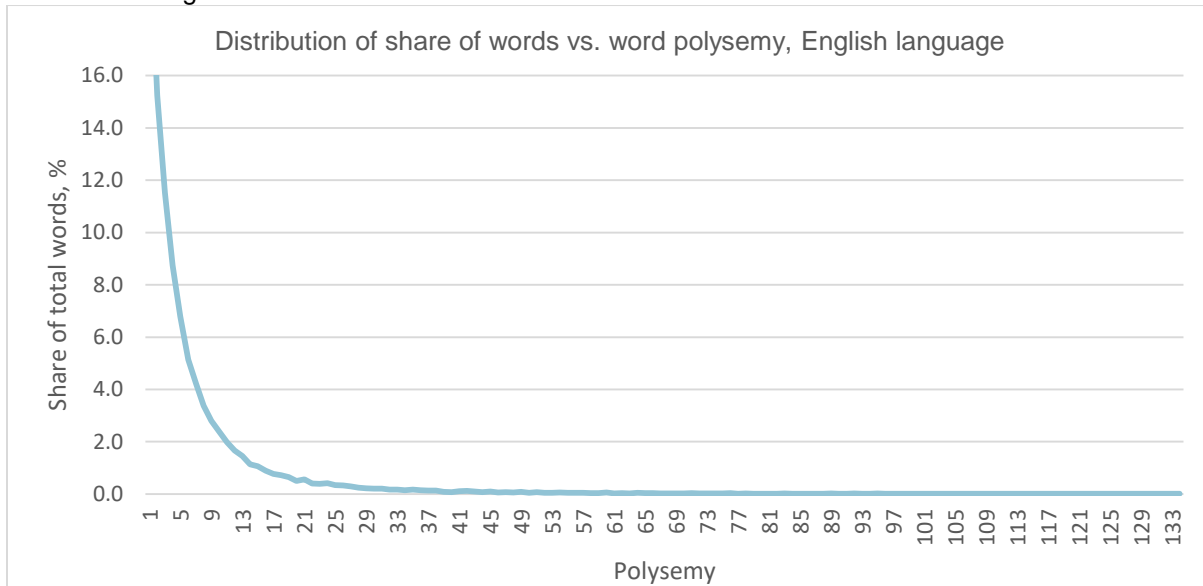 Distribution of share of words vs. word polysemy, English language
16.0
14.0
12.0
10.0
8.0
6.0
4.0
2.0
0.0
Share of total words, %
1 5 9 13 17 21 25 29 33 37 41 45 49 53 57 61 65 69 73 77 81 85 89 93 97 101 105 109 113 117 121 125 129 133
Polysemy